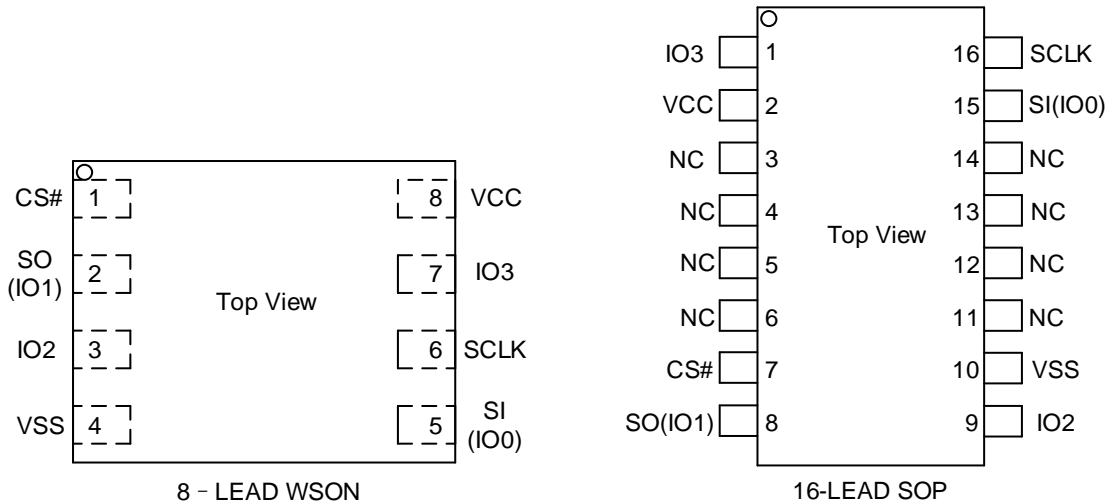 CS# 1 8 VCC
SO
(IO1) 2 7 IO3
Top View
IO2 3 6 SCLK
VSS 4 5 SI
(IO0)
8 – LEAD WSON
IO3 1 16 SCLK
VCC 2 15 SI(IO0)
NC 3 14 NC
NC 4 13 NC
Top View
NC 5 12 NC
NC 6 11 NC
CS# 7 10 VSS
SO(IO1) 8 9 IO2
16-LEAD SOP